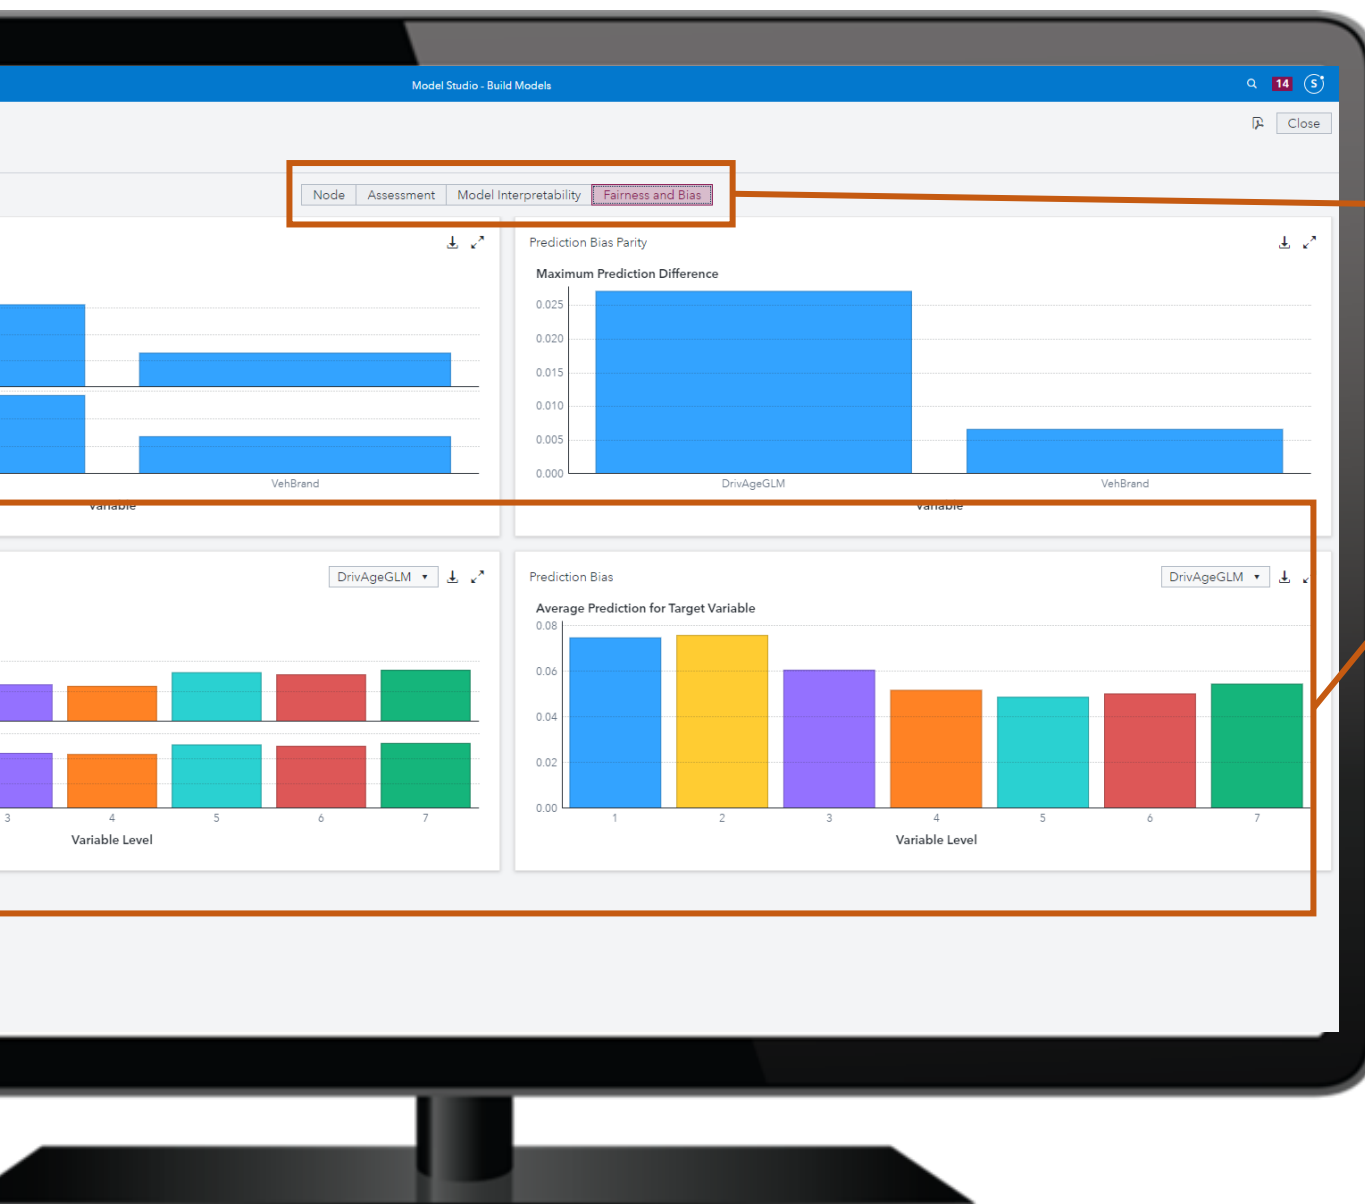 Model Studio - Build Models
14
S
Close
Node Assessment Model Interpretability Fairness and Bias
Prediction Bias Parity
Maximum Prediction Difference
0.025
0.020
0.015
0.010
0.005
0.000
DrivAgeGLM VehBrand
Variable
VehBrand
Variable
DrivAgeGLM
3 4 5 6 7
Variable Level
Prediction Bias
DrivAgeGLM
Average Prediction for Target Variable
0.08
0.06
0.04
0.02
0.00
1 2 3 4 5 6 7
Variable Level